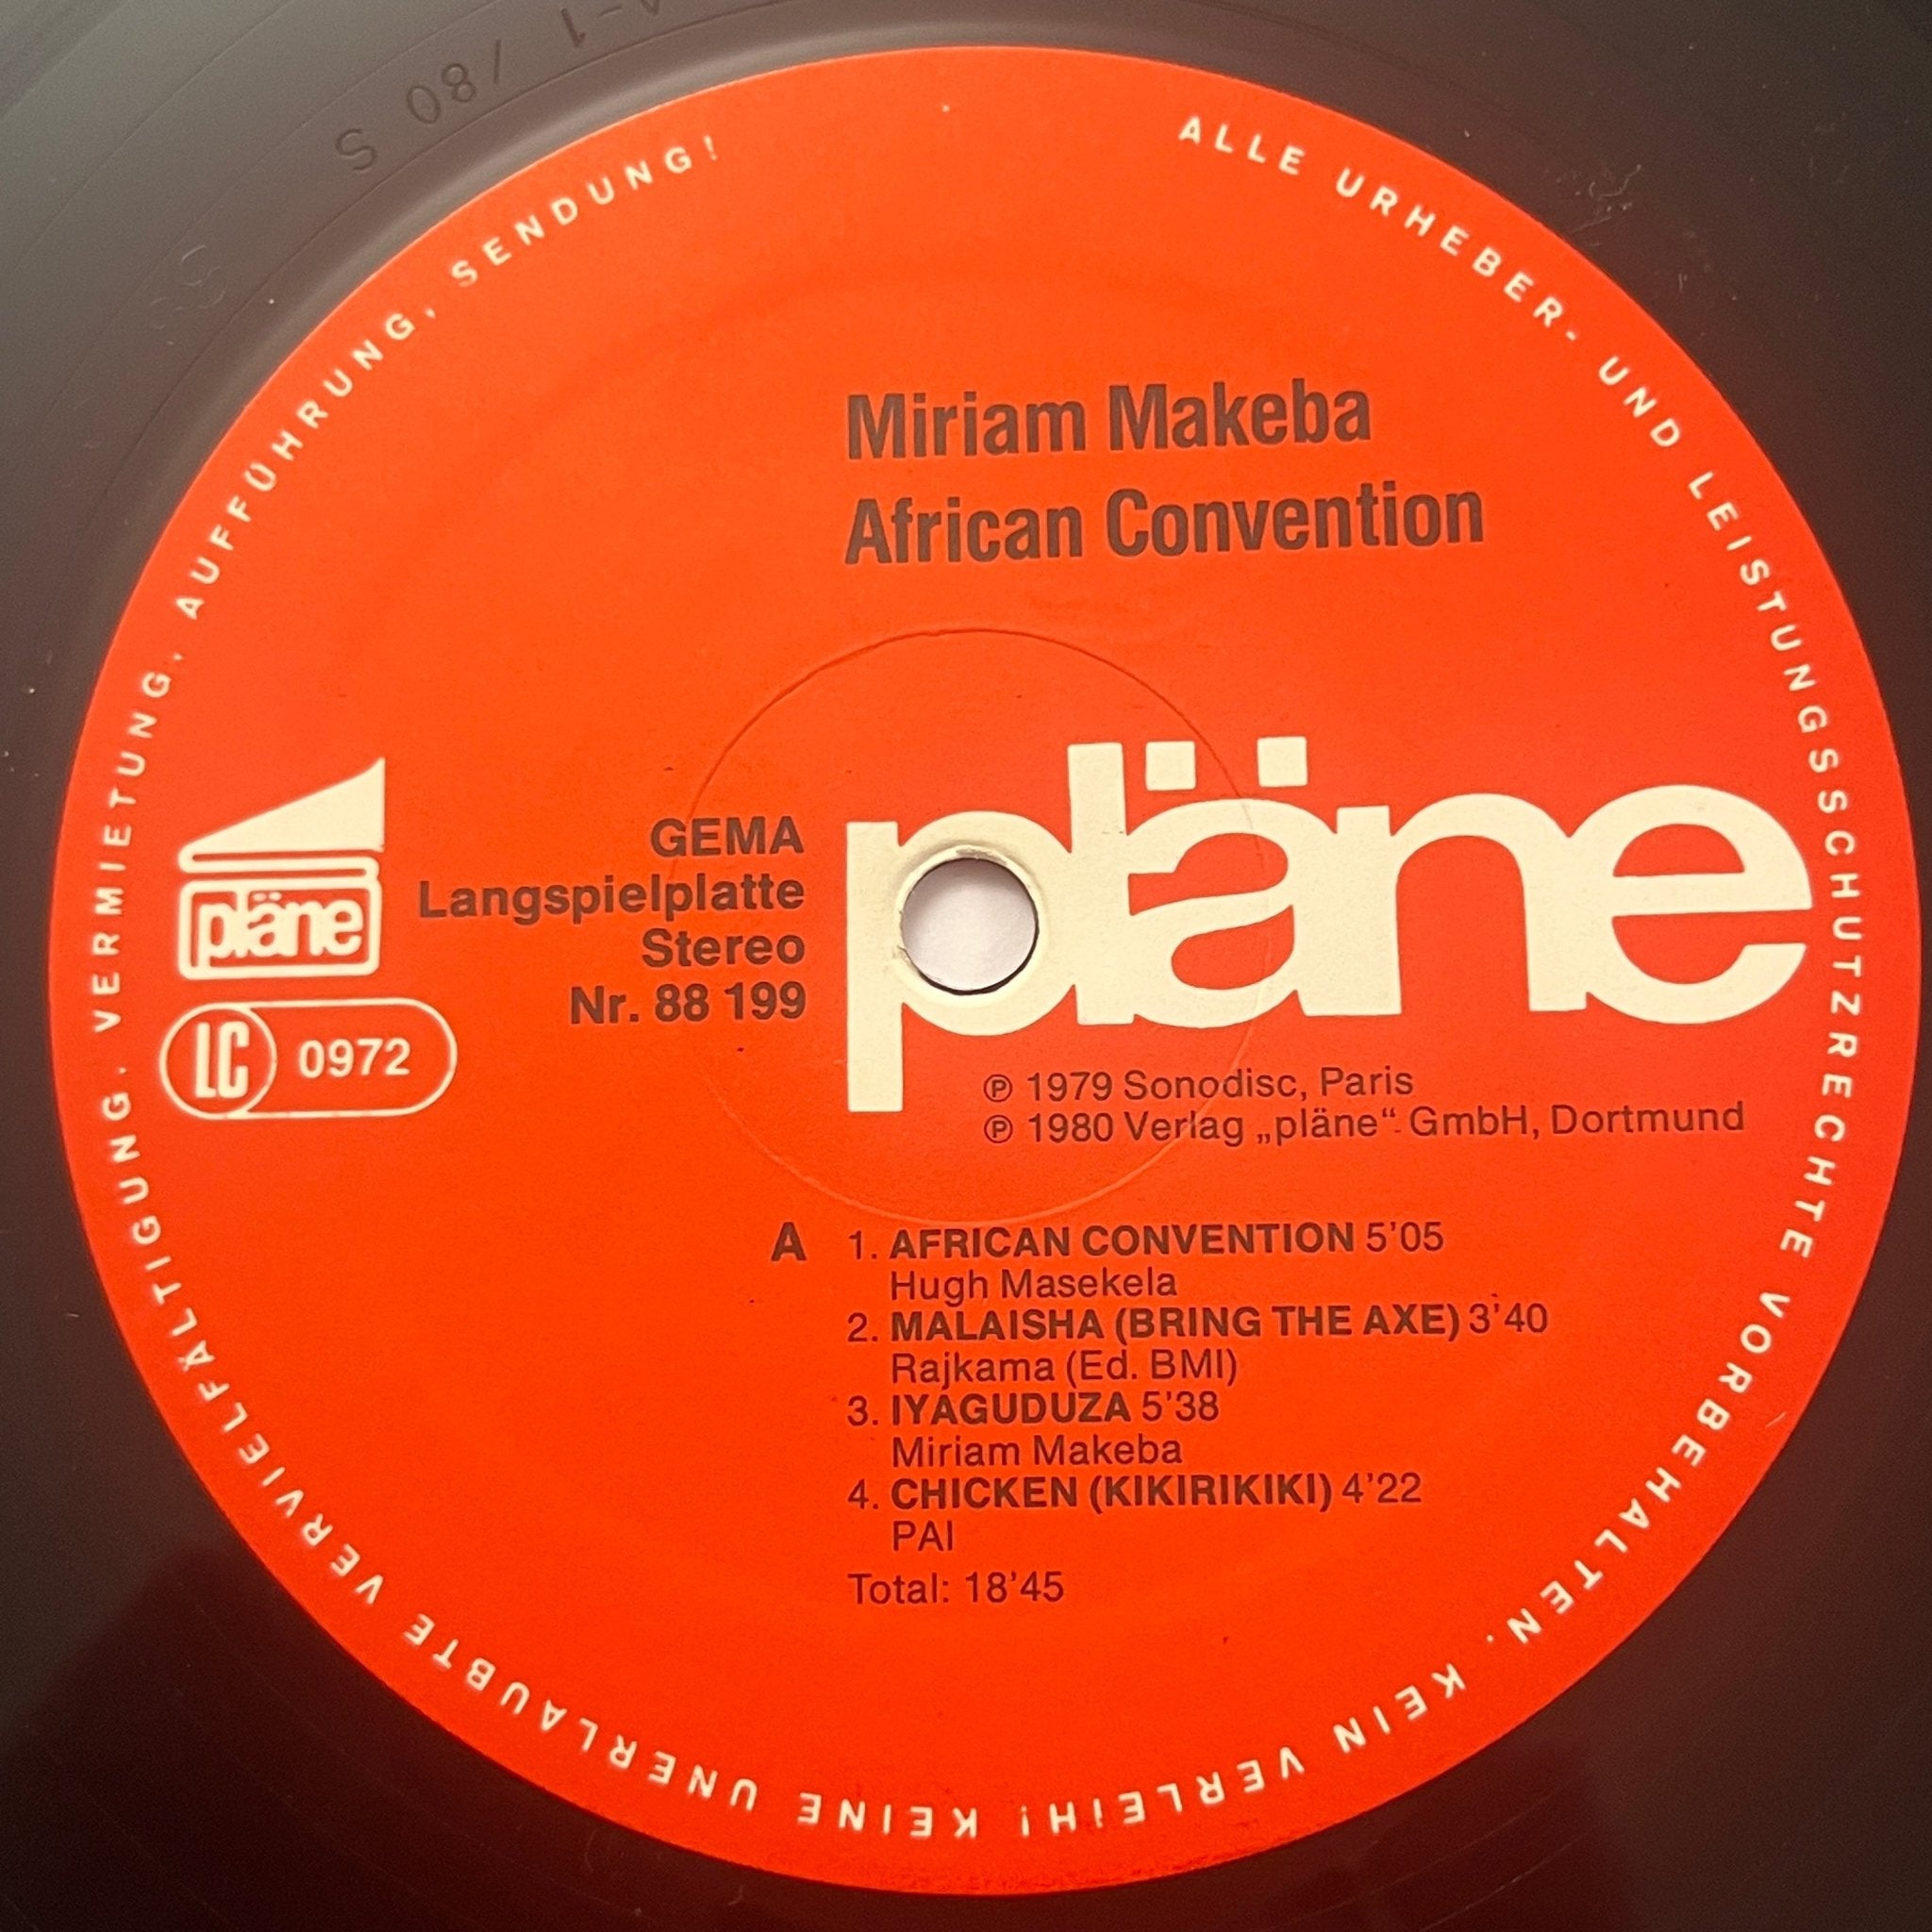 ALLE URHEBER- UND LEISTUNGSSCHUTZRECHTE VORBEHALTEN. KEIN VERLEIH! KEINE UNERLAUBTE VERVIELFÄLTIGUNG. VERMIETUNG. AUFFÜHRUNG. SENDUNG!
Miriam Makeba
African Convention
pläne
LC 0972
GEMA
Langspielplatte
Stereo
Nr. 88 199
pläne
℗ 1979 Sonodisc, Paris
℗ 1980 Verlag „pläne“ GmbH, Dortmund
A 1. AFRICAN CONVENTION 5'05
Hugh Masekela
2. MALAISHA (BRING THE AXE) 3'40
Rajkama (Ed. BMI)
3. IYAGUDUZA 5'38
Miriam Makeba
4. CHICKEN (KIKIRIKIKI) 4'22
PAI
Total: 18'45
S 08/